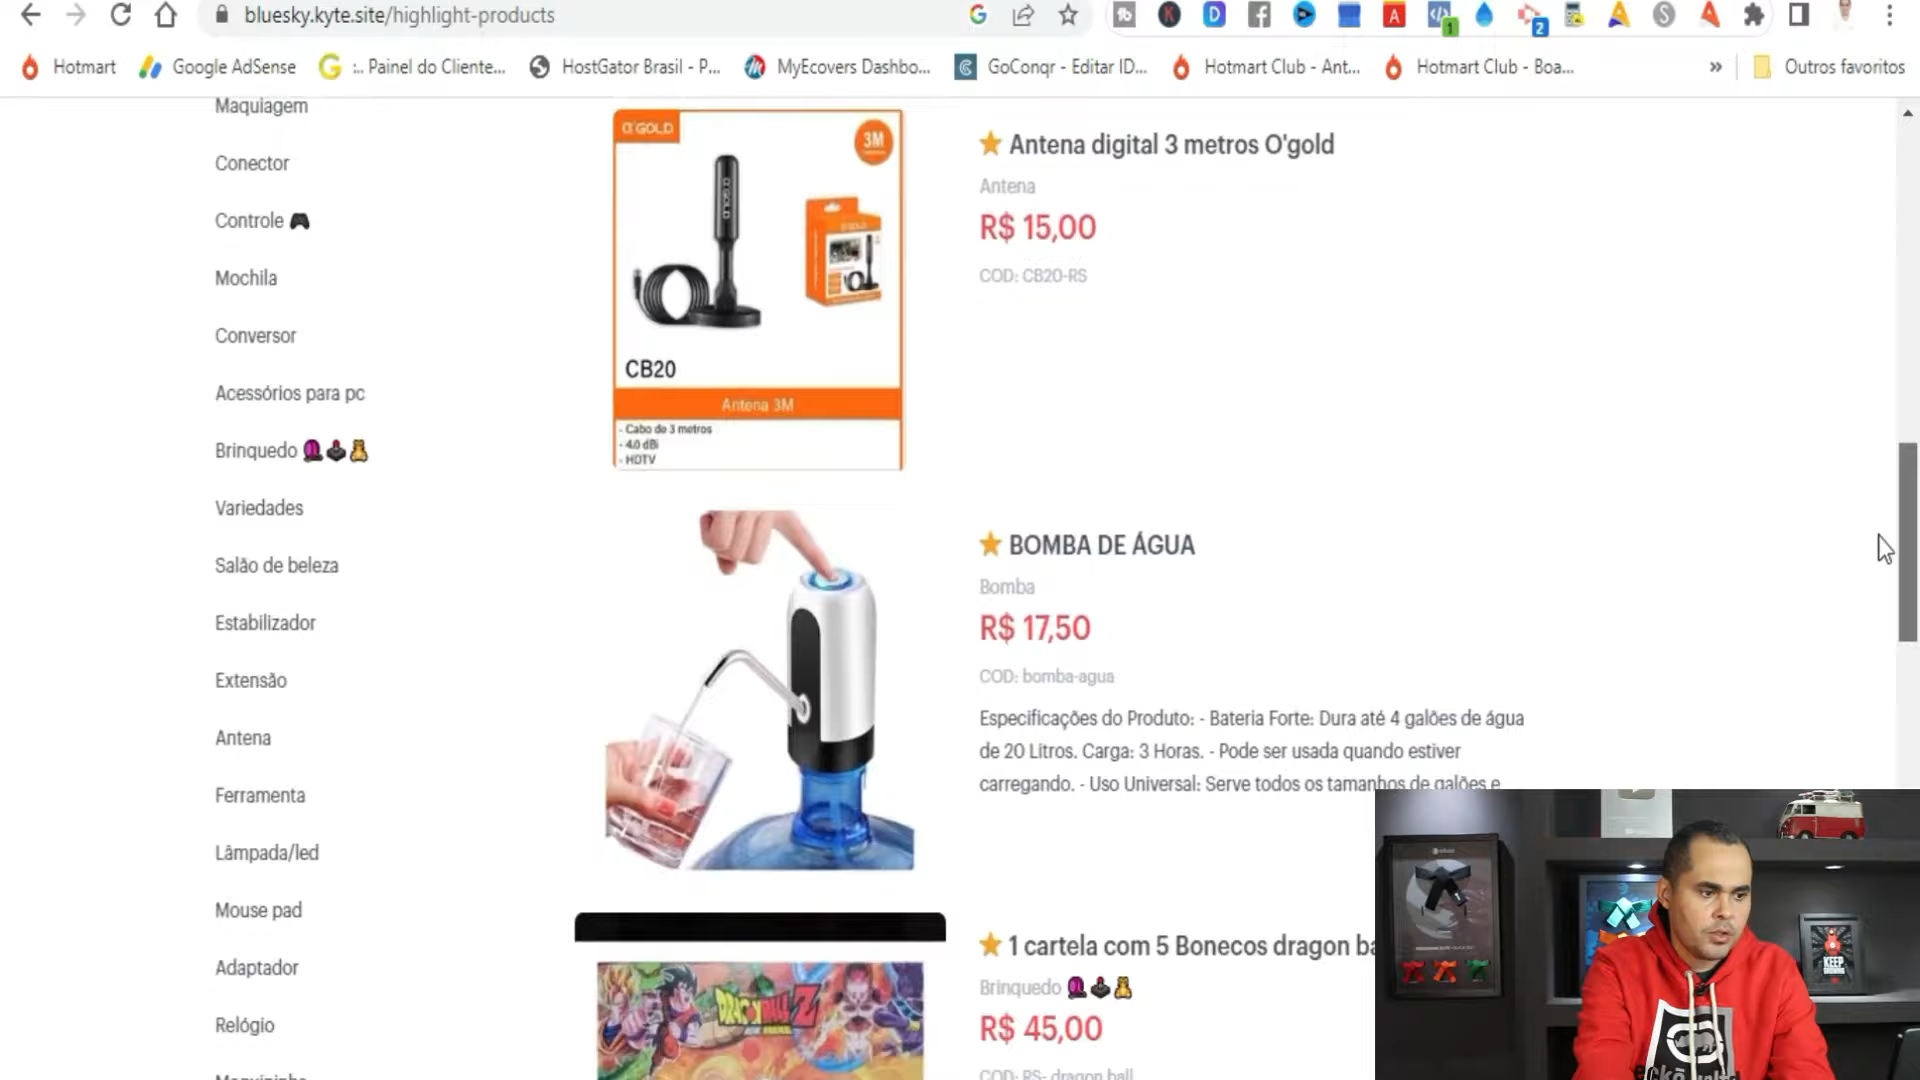 bluesky.kyte.site/highlight-products
Hotmart
Google AdSense
:.. Painel do Cliente...
HostGator Brasil - P...
MyEcovers Dashbo...
GoConqr - Editar ID...
Hotmart Club - Ant...
Hotmart Club - Boa...
»
Outros favoritos
Maquiagem
Conector
Controle 🎮
Mochila
Conversor
Acessórios para pc
Brinquedo 🪀🕹️🧸
Variedades
Salão de beleza
Estabilizador
Extensão
Antena
Ferramenta
Lâmpada/led
Mouse pad
Adaptador
Relógio
O'GOLD
3M
CB20
Antena 3M
- Cabo de 3 metros
- 4.0 dBi
- HDTV
⭐ Antena digital 3 metros O'gold
Antena
R$ 15,00
COD: CB20-RS
⭐ BOMBA DE ÁGUA
Bomba
R$ 17,50
COD: bomba-agua
Especificações do Produto: - Bateria Forte: Dura até 4 galões de água
de 20 Litros. Carga: 3 Horas. - Pode ser usada quando estiver
carregando. - Uso Universal: Serve todos os tamanhos de galões e
DRAGON BALL Z
⭐ 1 cartela com 5 Bonecos dragon ba
Brinquedo 🪀🕹️🧸
R$ 45,00
COD: RS- dragon ball
KEEP